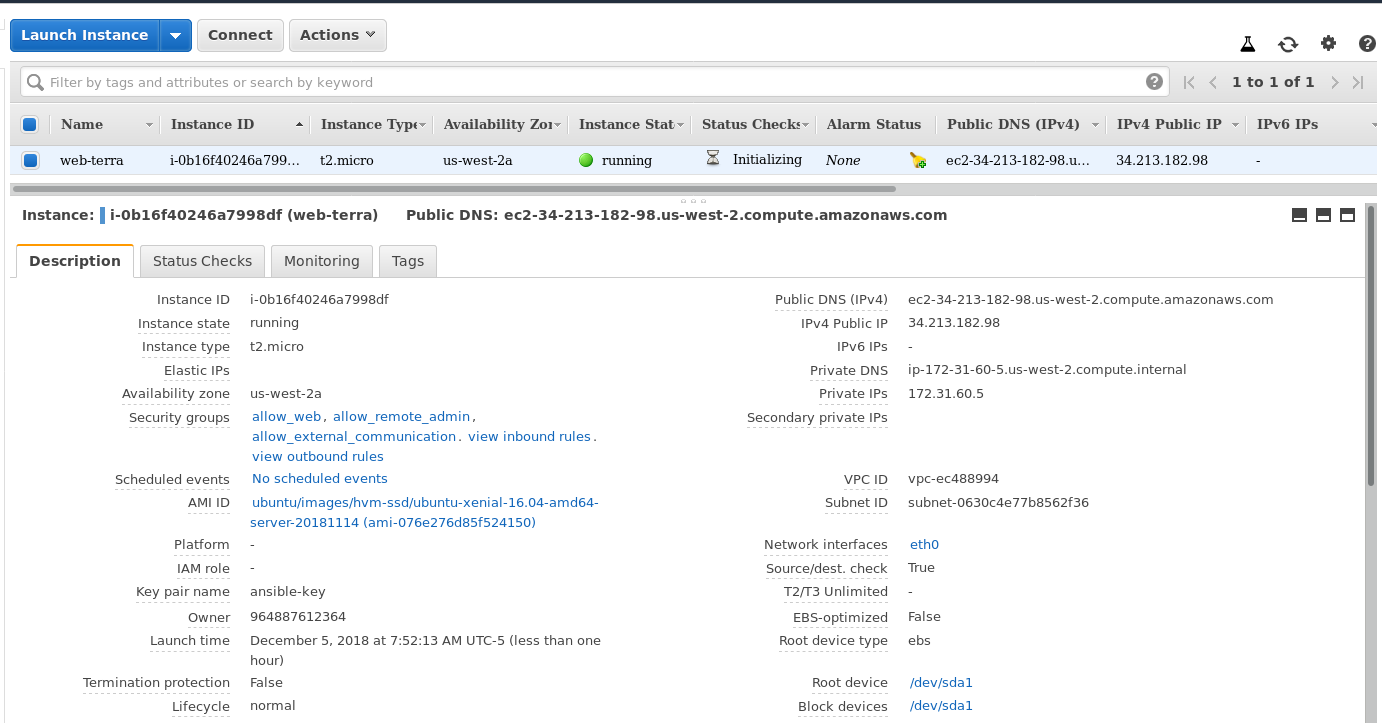 Launch Instance Connect Actions
Filter by tags and attributes or search by keyword 1 to 1 of 1
Name Instance ID Instance Type Availability Zon Instance Stat Status Checks Alarm Status Public DNS (IPv4) IPv4 Public IP IPv6 IPs
web-terra i-0b16f40246a799... t2.micro us-west-2a running Initializing None ec2-34-213-182-98.u... 34.213.182.98 -
Instance: i-0b16f40246a7998df (web-terra) Public DNS: ec2-34-213-182-98.us-west-2.compute.amazonaws.com
Description Status Checks Monitoring Tags
Instance ID i-0b16f40246a7998df Public DNS (IPv4) ec2-34-213-182-98.us-west-2.compute.amazonaws.com
Instance state running IPv4 Public IP 34.213.182.98
Instance type t2.micro IPv6 IPs -
Elastic IPs Private DNS ip-172-31-60-5.us-west-2.compute.internal
Availability zone us-west-2a Private IPs 172.31.60.5
Security groups allow_web, allow_remote_admin, Secondary private IPs
allow_external_communication. view inbound rules.
view outbound rules
Scheduled events No scheduled events VPC ID vpc-ec488994
AMI ID ubuntu/images/hvm-ssd/ubuntu-xenial-16.04-amd64- Subnet ID subnet-0630c4e77b8562f36
server-20181114 (ami-076e276d85f524150)
Platform - Network interfaces eth0
IAM role - Source/dest. check True
Key pair name ansible-key T2/T3 Unlimited -
Owner 964887612364 EBS-optimized False
Launch time December 5, 2018 at 7:52:13 AM UTC-5 (less than one Root device type ebs
hour)
Termination protection False Root device /dev/sda1
Lifecycle normal Block devices /dev/sda1